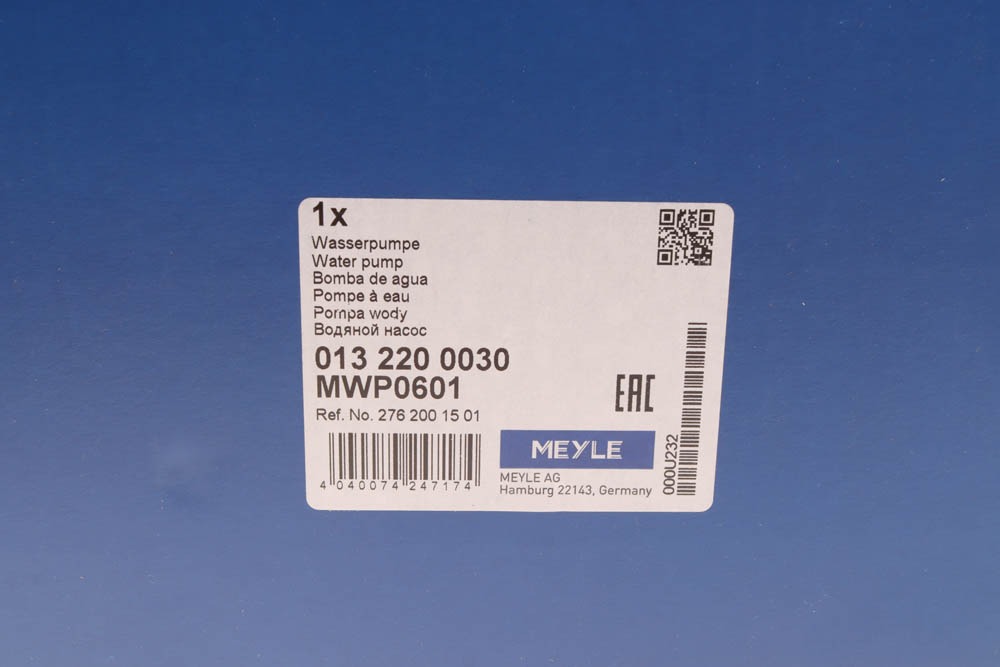 1x
Wasserpumpe
Water pump
Bomba de agua
Pompe à eau
Pompa wody
Водяной насос
013 220 0030
MWP0601
Ref. No. 276 200 15 01
EAC
4 040074 247174
MEYLE
MEYLE AG
Hamburg 22143, Germany
000U232